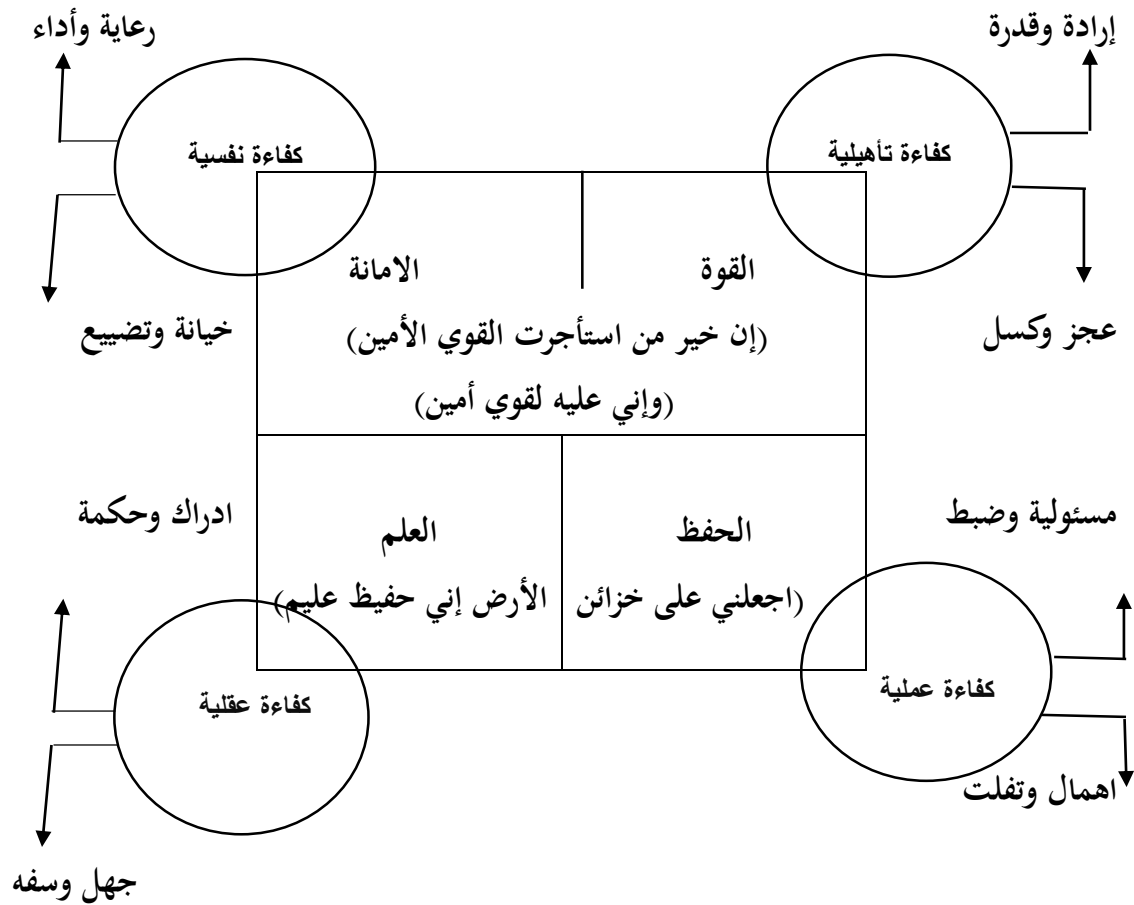 إرادة وقدرة
رعاية وأداء
كفاءة تأهيلية
كفاءة نفسية
القوة
الامانة
عجز وكسل
(إن خير من استأجرت القوي الأمين)
خيانة وتضييع
(وإني عليه لقوي أمين)
مسئولية وضبط
الحفظ
العلم
ادراك وحكمة
(اجعلني على خزائن
الأرض إني حفيظ عليم)
كفاءة عملية
كفاءة عقلية
اهمال وتفلت
جهل وسفه